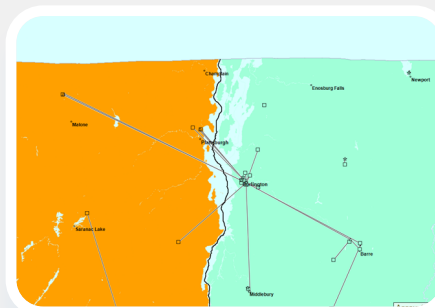 Champlain
Newport
Enosburg Falls
Malone
Plattsburgh
Burlington
Saranac Lake
Barre
Middlebury